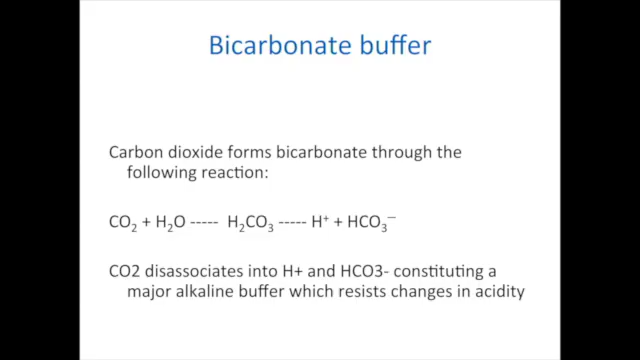 Bicarbonate buffer
Carbon dioxide forms bicarbonate through the
following reaction:
CO₂ + H₂O ----- H₂CO₃ ----- H⁺ + HCO₃⁻
CO2 disassociates into H+ and HCO3- constituting a
major alkaline buffer which resists changes in acidity